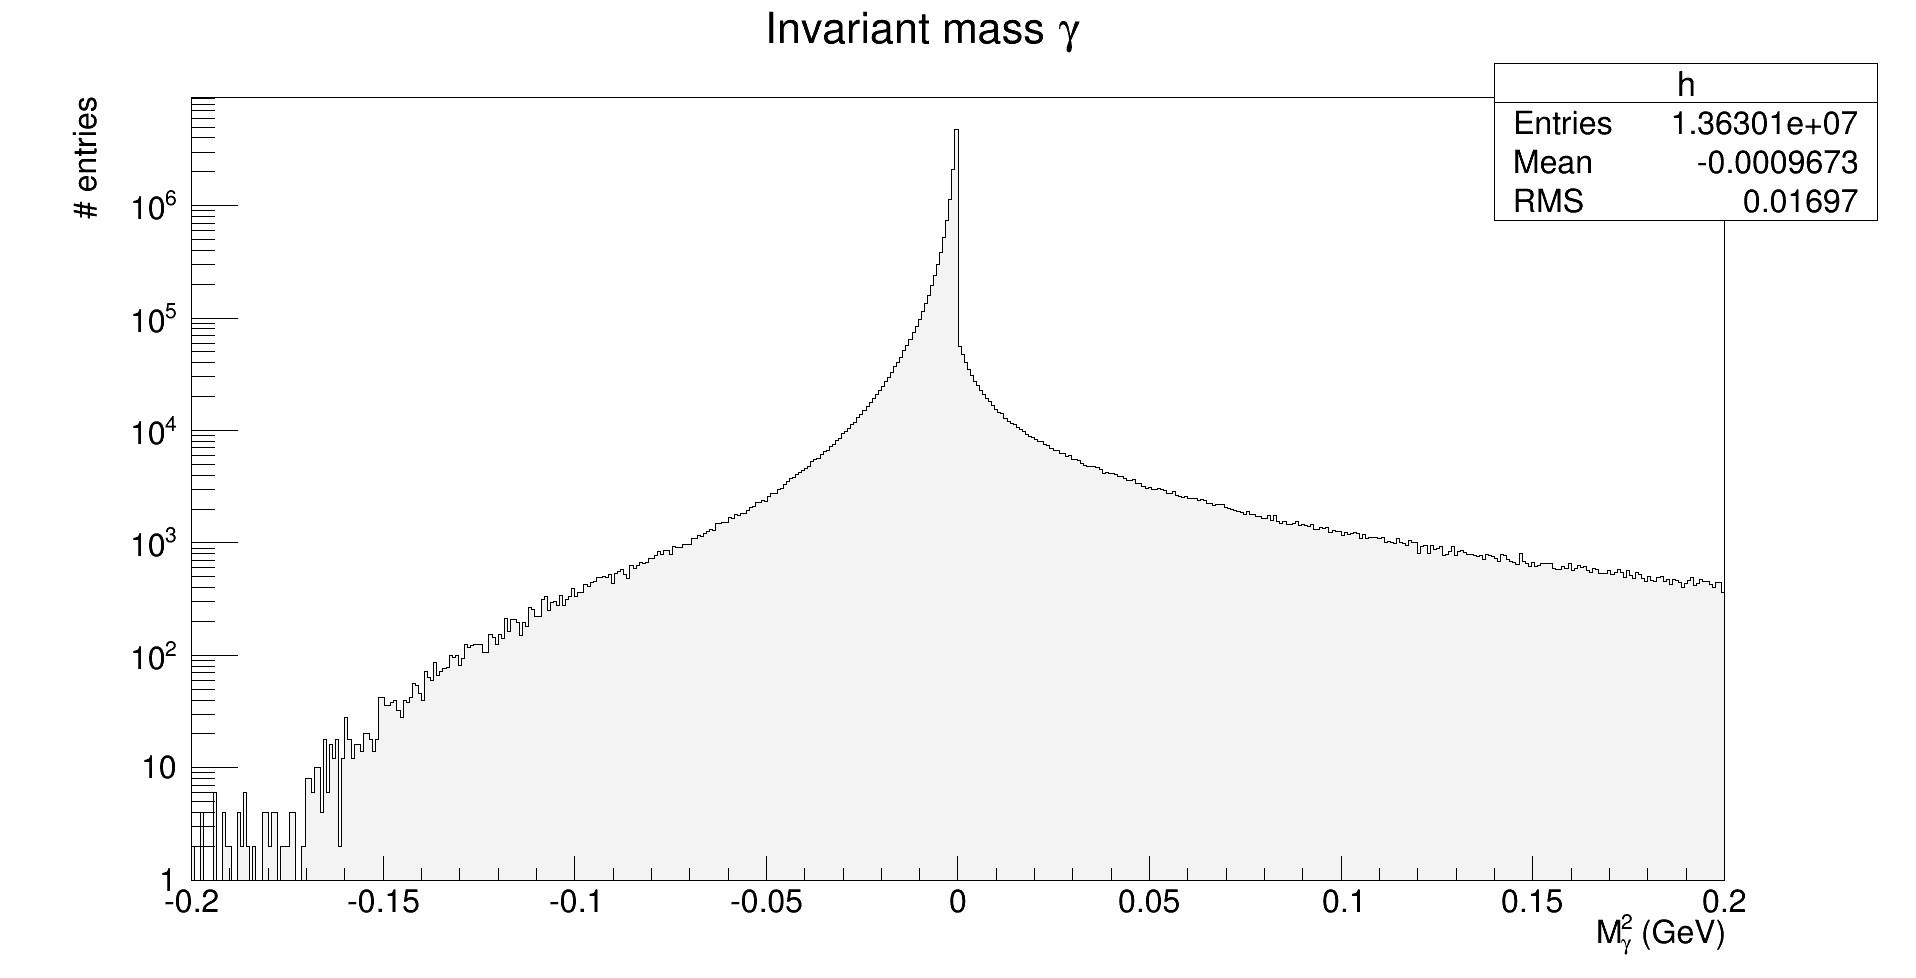 Invariant mass γ
h
Entries 1.36301e+07
Mean -0.0009673
RMS 0.01697
# entries
10⁶
10⁵
10⁴
10³
10²
10
1
-0.2 -0.15 -0.1 -0.05 0 0.05 0.1 0.15 0.2
M²γ (GeV)